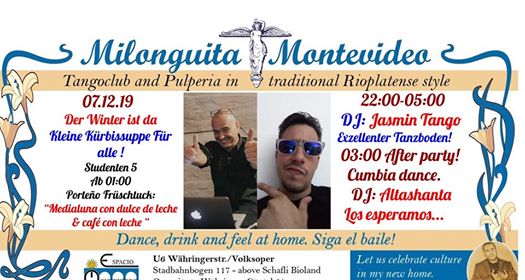 Milonguita Montevideo
Tangoclub and Pulperia in traditional Rioplatense style
07.12.19
Der Winter ist da
Kleine Kürbissuppe Für
alle !
Studenten 5
Ab 01:00
Porteño Früschluck:
"Medialuna con dulce de leche
& café con leche "
22:00-05:00
DJ: Jasmin Tango
Exzellenter Tanzboden!
03:00 After party!
Cumbia dance.
DJ: Altashanta
Los esperamos...
Dance, drink and feel at home. Siga el baile!
ESPACIO
U6 Währingerstr./Volksoper
Stadbahnbogen 117 - above Schafli Bioland
Let us celebrate culture
in my new home.